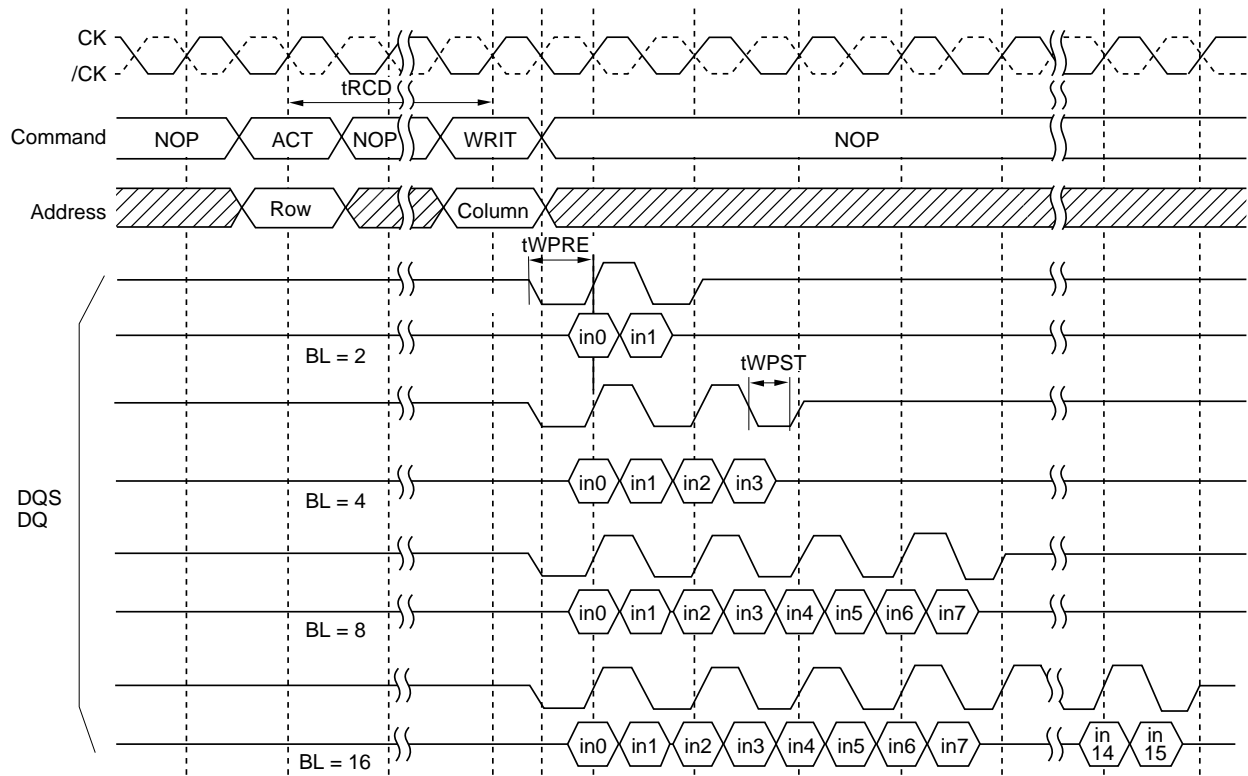 CK
/CK
tRCD
Command NOP ACT NOP WRIT NOP
Address Row Column
tWPRE
in0 in1
BL = 2
tWPST
in0 in1 in2 in3
BL = 4
DQS
DQ
in0 in1 in2 in3 in4 in5 in6 in7
BL = 8
in0 in1 in2 in3 in4 in5 in6 in7 in 14 in 15
BL = 16